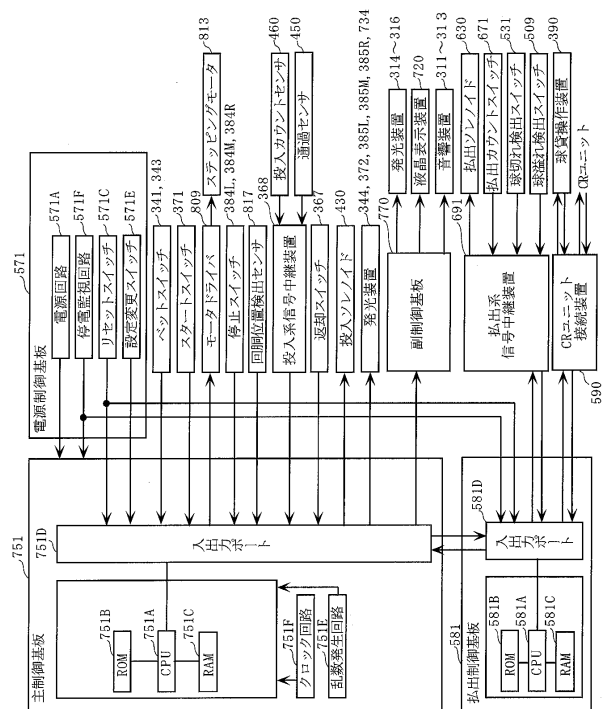 571
電源制御基板
571A
電源回路
571F
停電監視回路
571C
リセットスイッチ
571E
設定変更スイッチ
341, 343
ベットスイッチ
371
スタートスイッチ
809
モータドライバ
813
ステッピングモータ
384L, 384M, 384R
停止スイッチ
817
回胴位置検出センサ
368
投入系信号中継装置
460
投入カウントセンサ
450
通過センサ
367
返却スイッチ
430
投入ソレノイド
344, 372, 385L, 385M, 385R, 734
発光装置
770
副制御基板
314〜316
発光装置
720
液晶表示装置
311〜313
音響装置
691
払出系
信号中継装置
630
払出ソレノイド
671
払出カウントスイッチ
531
球切れ検出スイッチ
509
球溢れ検出スイッチ
590
CRユニット
接続装置
390
球貸操作装置
CRユニット
751
主制御基板
751D
入出力ポート
751B
ROM
751A
CPU
751C
RAM
751F
クロック回路
751E
乱数発生回路
581
払出制御基板
581D
入出力ポート
581B
ROM
581A
CPU
581C
RAM